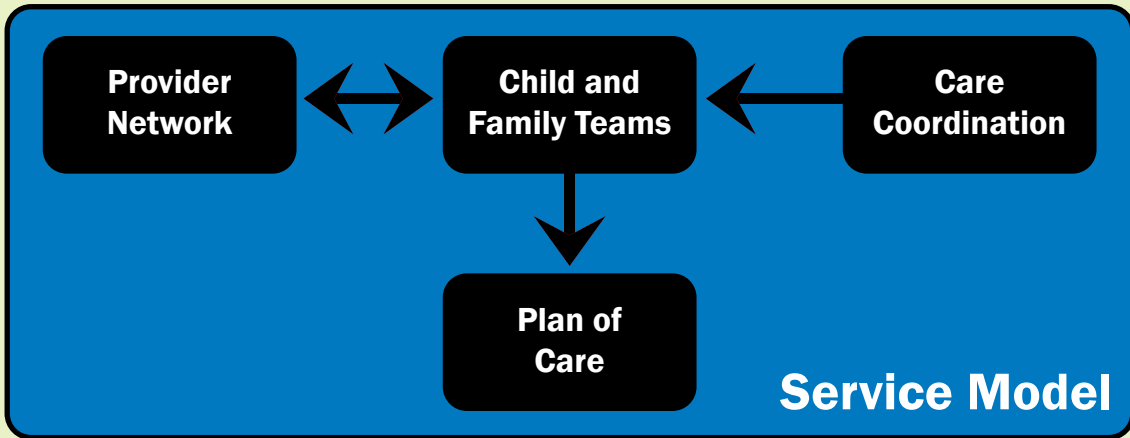 Provider
Network
Child and
Family Teams
Care
Coordination
Plan of
Care
Service Model